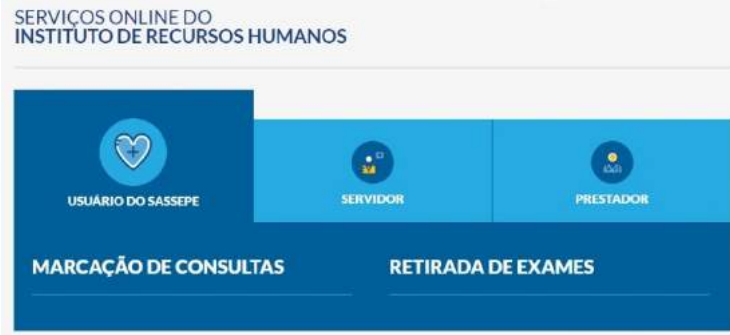 SERVIÇOS ONLINE DO
INSTITUTO DE RECURSOS HUMANOS
USUÁRIO DO SASSEPE
SERVIDOR
PRESTADOR
MARCAÇÃO DE CONSULTAS
RETIRADA DE EXAMES